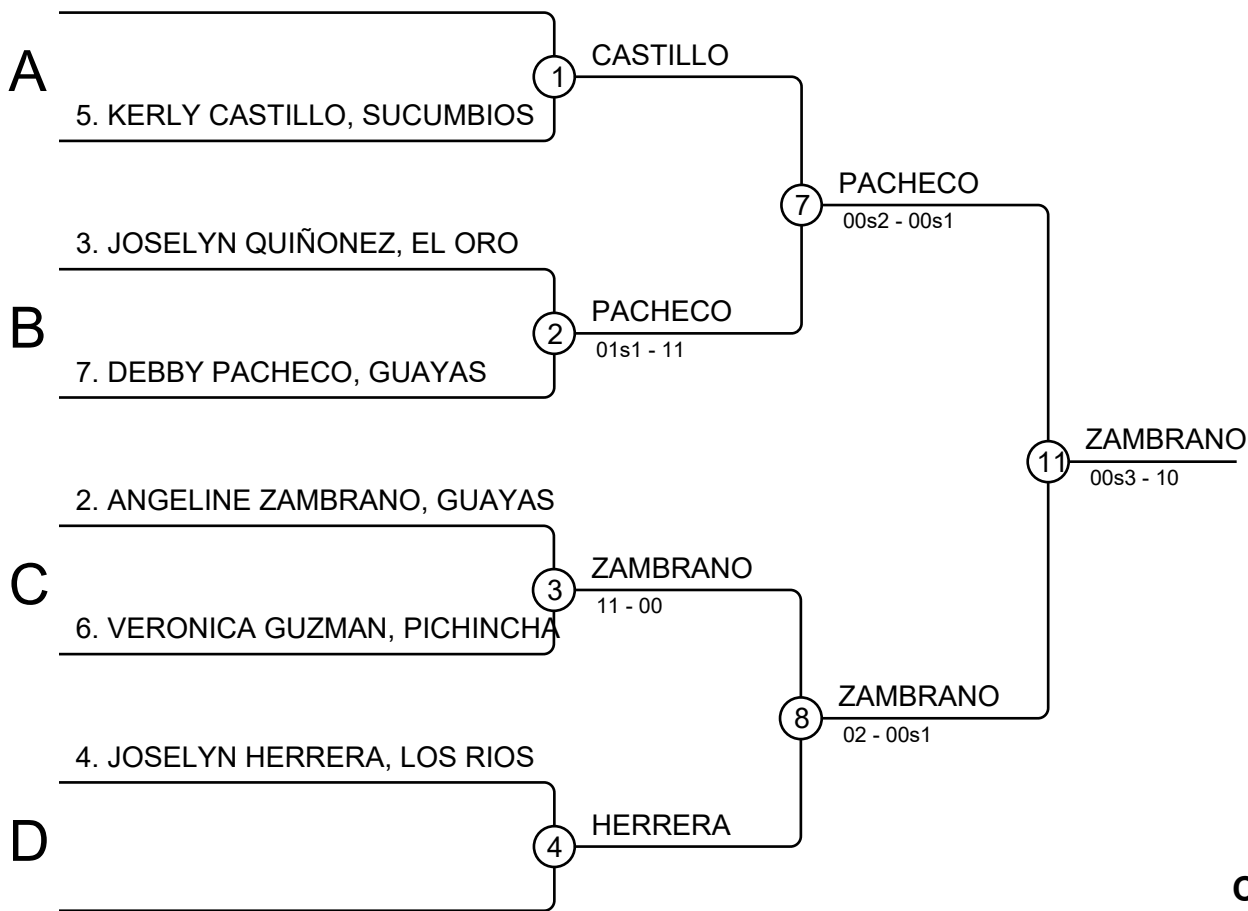 A
5. KERLY CASTILLO, SUCUMBIOS
1
CASTILLO
B
3. JOSELYN QUIÑONEZ, EL ORO
7. DEBBY PACHECO, GUAYAS
2
PACHECO
01s1 - 11
7
PACHECO
00s2 - 00s1
C
2. ANGELINE ZAMBRANO, GUAYAS
6. VERONICA GUZMAN, PICHINCHA
3
ZAMBRANO
11 - 00
D
4. JOSELYN HERRERA, LOS RIOS
4
HERRERA
8
ZAMBRANO
02 - 00s1
11
ZAMBRANO
00s3 - 10